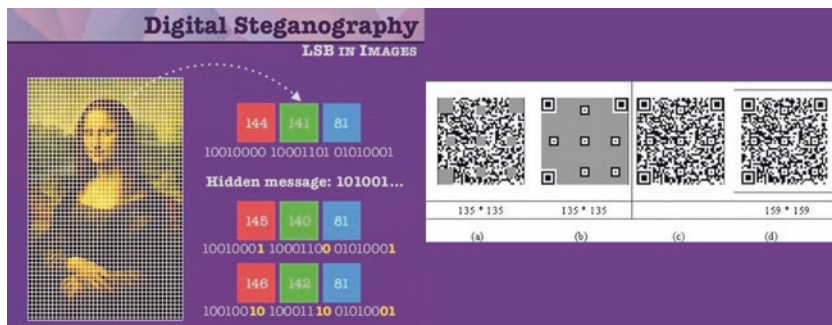 Digital Steganography
LSB IN IMAGES
144 141 81
10010000 10001101 01010001
Hidden message: 101001...
145 140 81
10010001 10001100 01010001
146 142 81
10010010 10001110 01010001
135 * 135 135 * 135 159 * 159
(a) (b) (c) (d)